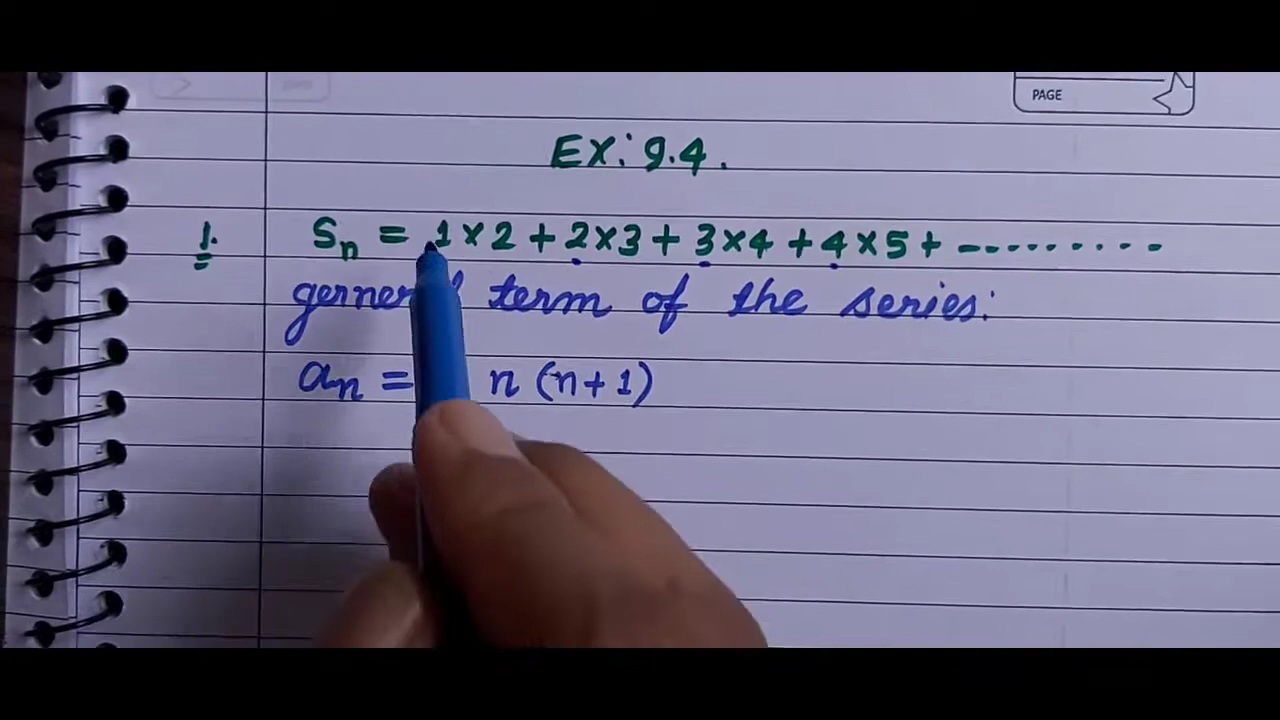 PAGE
EX: 9.4.
1. Sn = 1×2 + 2×3 + 3×4 + 4×5 + - - - - - - - - -
term of the series:
an = n (n+1)